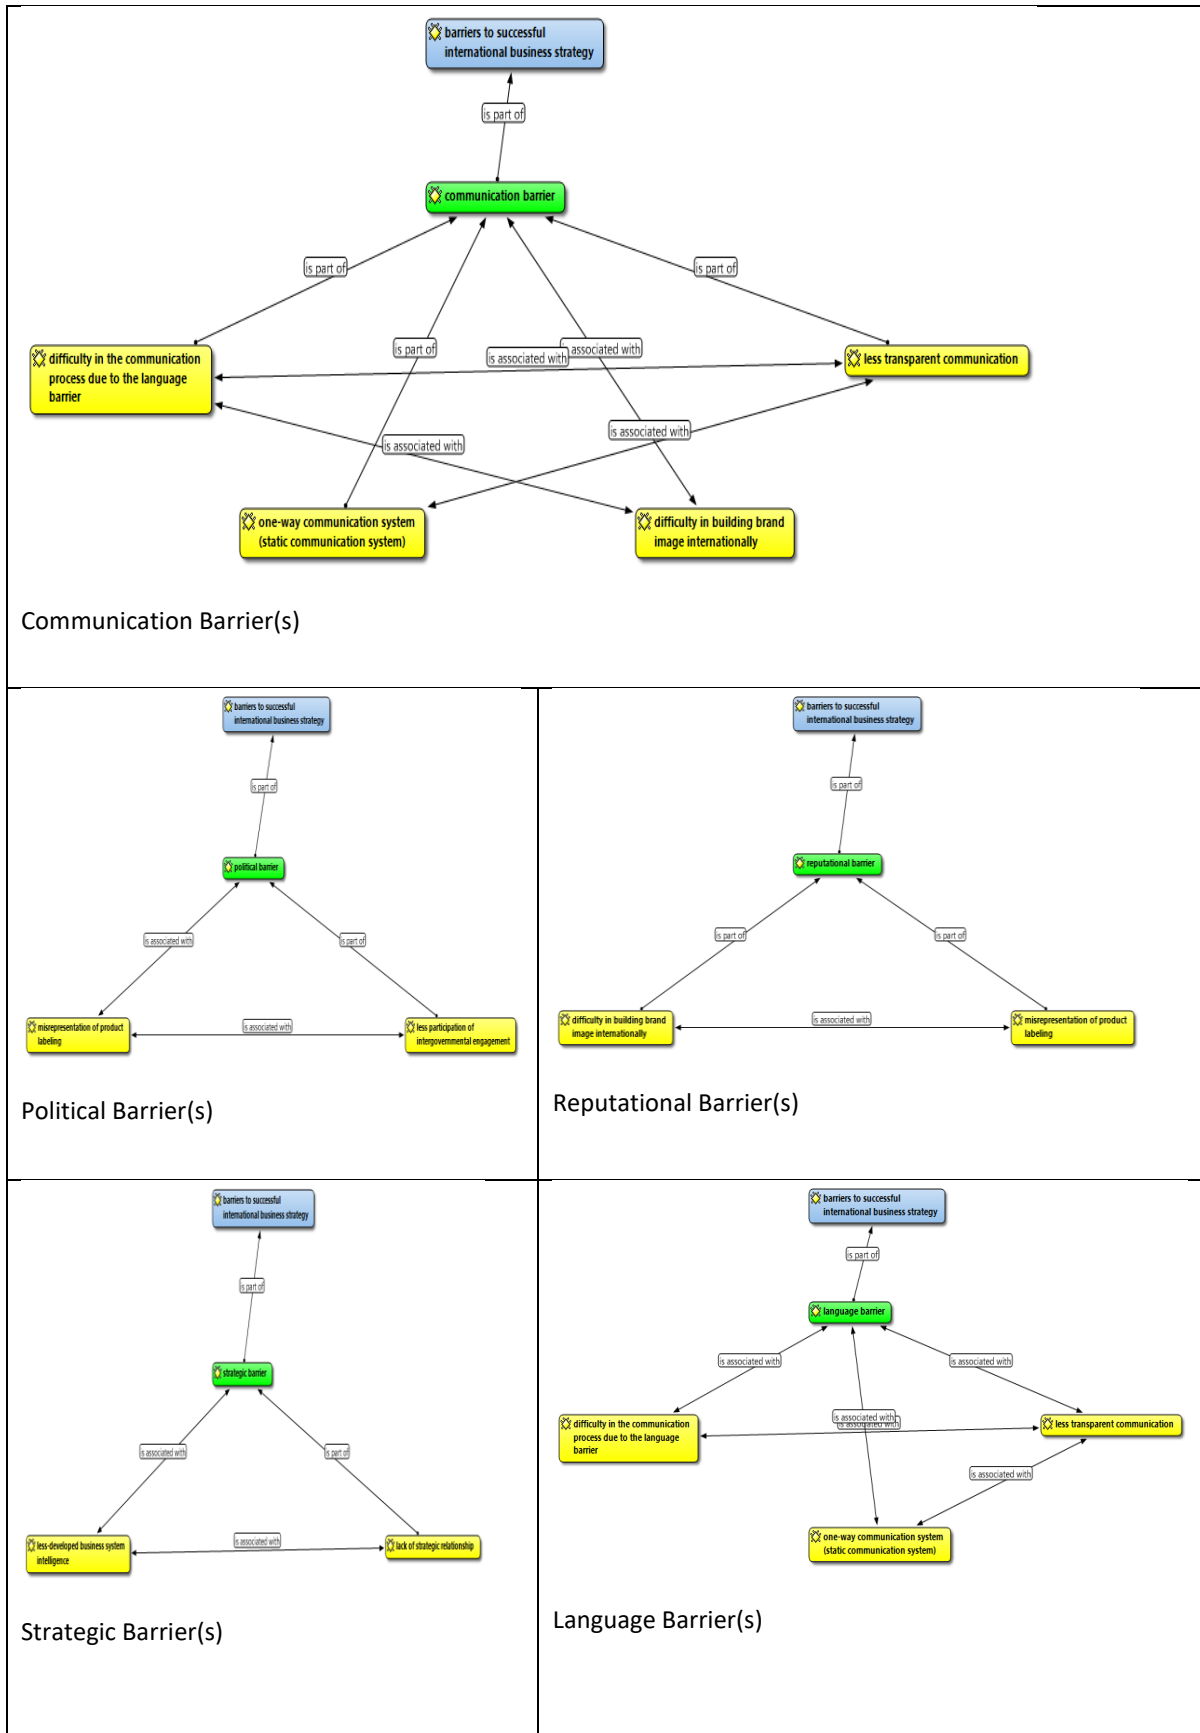 barriers to successful
international business strategy
is part of
communication barrier
is part of
is part of
is part of
is associated with
is associated with
difficulty in the communication
process due to the language
barrier
less transparent communication
is associated with
is associated with
one-way communication system
(static communication system)
difficulty in building brand
image internationally
Communication Barrier(s)
barriers to successful
international business strategy
is part of
political barrier
is associated with
is part of
misrepresentation of product
labeling
is associated with
less participation of
intergovernmental engagement
Political Barrier(s)
barriers to successful
international business strategy
is part of
reputational barrier
is part of
is part of
difficulty in building brand
image internationally
is associated with
misrepresentation of product
labeling
Reputational Barrier(s)
barriers to successful
international business strategy
is part of
strategic barrier
is associated with
is part of
less-developed business system
intelligence
is associated with
lack of strategic relationship
Strategic Barrier(s)
barriers to successful
international business strategy
is part of
language barrier
is associated with
is associated with
difficulty in the communication
process due to the language
barrier
is associated with
is associated with
less transparent communication
is associated with
one-way communication system
(static communication system)
Language Barrier(s)